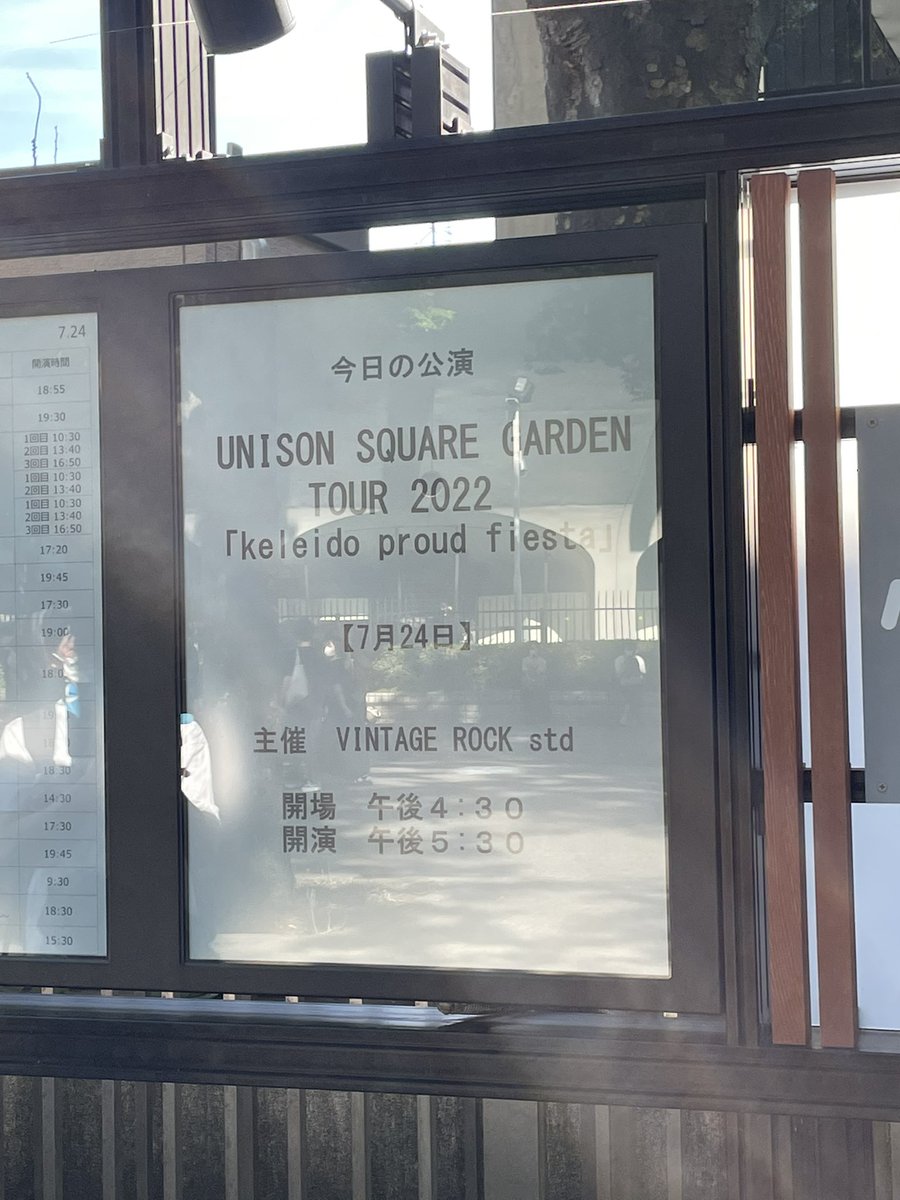 7.24
開演時間
18:55
19:30
1回目 10:30
2回目 13:40
3回目 16:50
1回目 10:30
2回目 13:40
1回目 10:30
2回目 13:40
3回目 16:50
17:20
19:45
17:30
19:00
18:30
14:30
17:30
19:45
9:30
18:30
15:30
今日の公演
UNISON SQUARE GARDEN
TOUR 2022
「keleido proud fiesta」
【7月24日】
主催 VINTAGE ROCK std
開場 午後4:30
開演 午後5:30